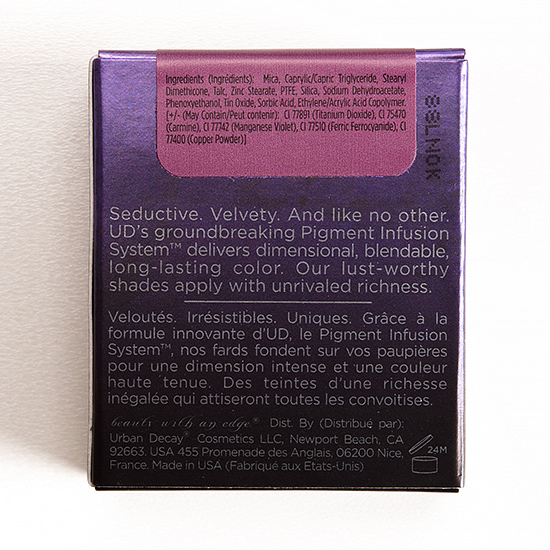 Ingredients (Ingrédients): Mica, Caprylic/Capric Triglyceride, Stearyl
Dimethicone, Talc, Zinc Stearate, PTFE, Silica, Sodium Dehydroacetate,
Phenoxyethanol, Tin Oxide, Sorbic Acid, Ethylene/Acrylic Acid Copolymer.
[+/- (May Contain/Peut contenir): CI 77891 (Titanium Dioxide), CI 75470
(Carmine), CI 77742 (Manganese Violet), CI 77510 (Ferric Ferrocyanide), CI
77400 (Copper Powder)]
Seductive. Velvety. And like no other.
UD's groundbreaking Pigment Infusion
System™ delivers dimensional, blendable,
long-lasting color. Our lust-worthy
shades apply with unrivaled richness.
Veloutés. Irrésistibles. Uniques. Grâce à la
formule innovante d'UD, le Pigment Infusion
System™, nos fards fondent sur vos paupières
pour une dimension intense et une couleur
haute tenue. Des teintes d'une richesse
inégalée qui attiseront toutes les convoitises.
beauty with an edge® Dist. By (Distribué par):
Urban Decay® Cosmetics LLC, Newport Beach, CA
92663. USA 455 Promenade des Anglais, 06200 Nice,
France. Made in USA (Fabriqué aux Etats-Unis)
24M